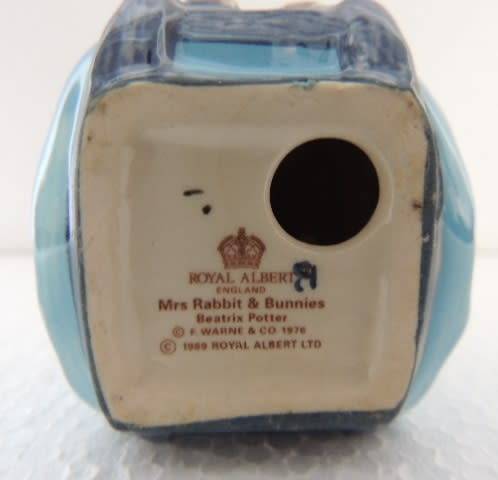 ROYAL ALBERT
ENGLAND
Mrs Rabbit & Bunnies
Beatrix Potter
© F. WARNE & CO. 1976
© 1989 ROYAL ALBERT LTD